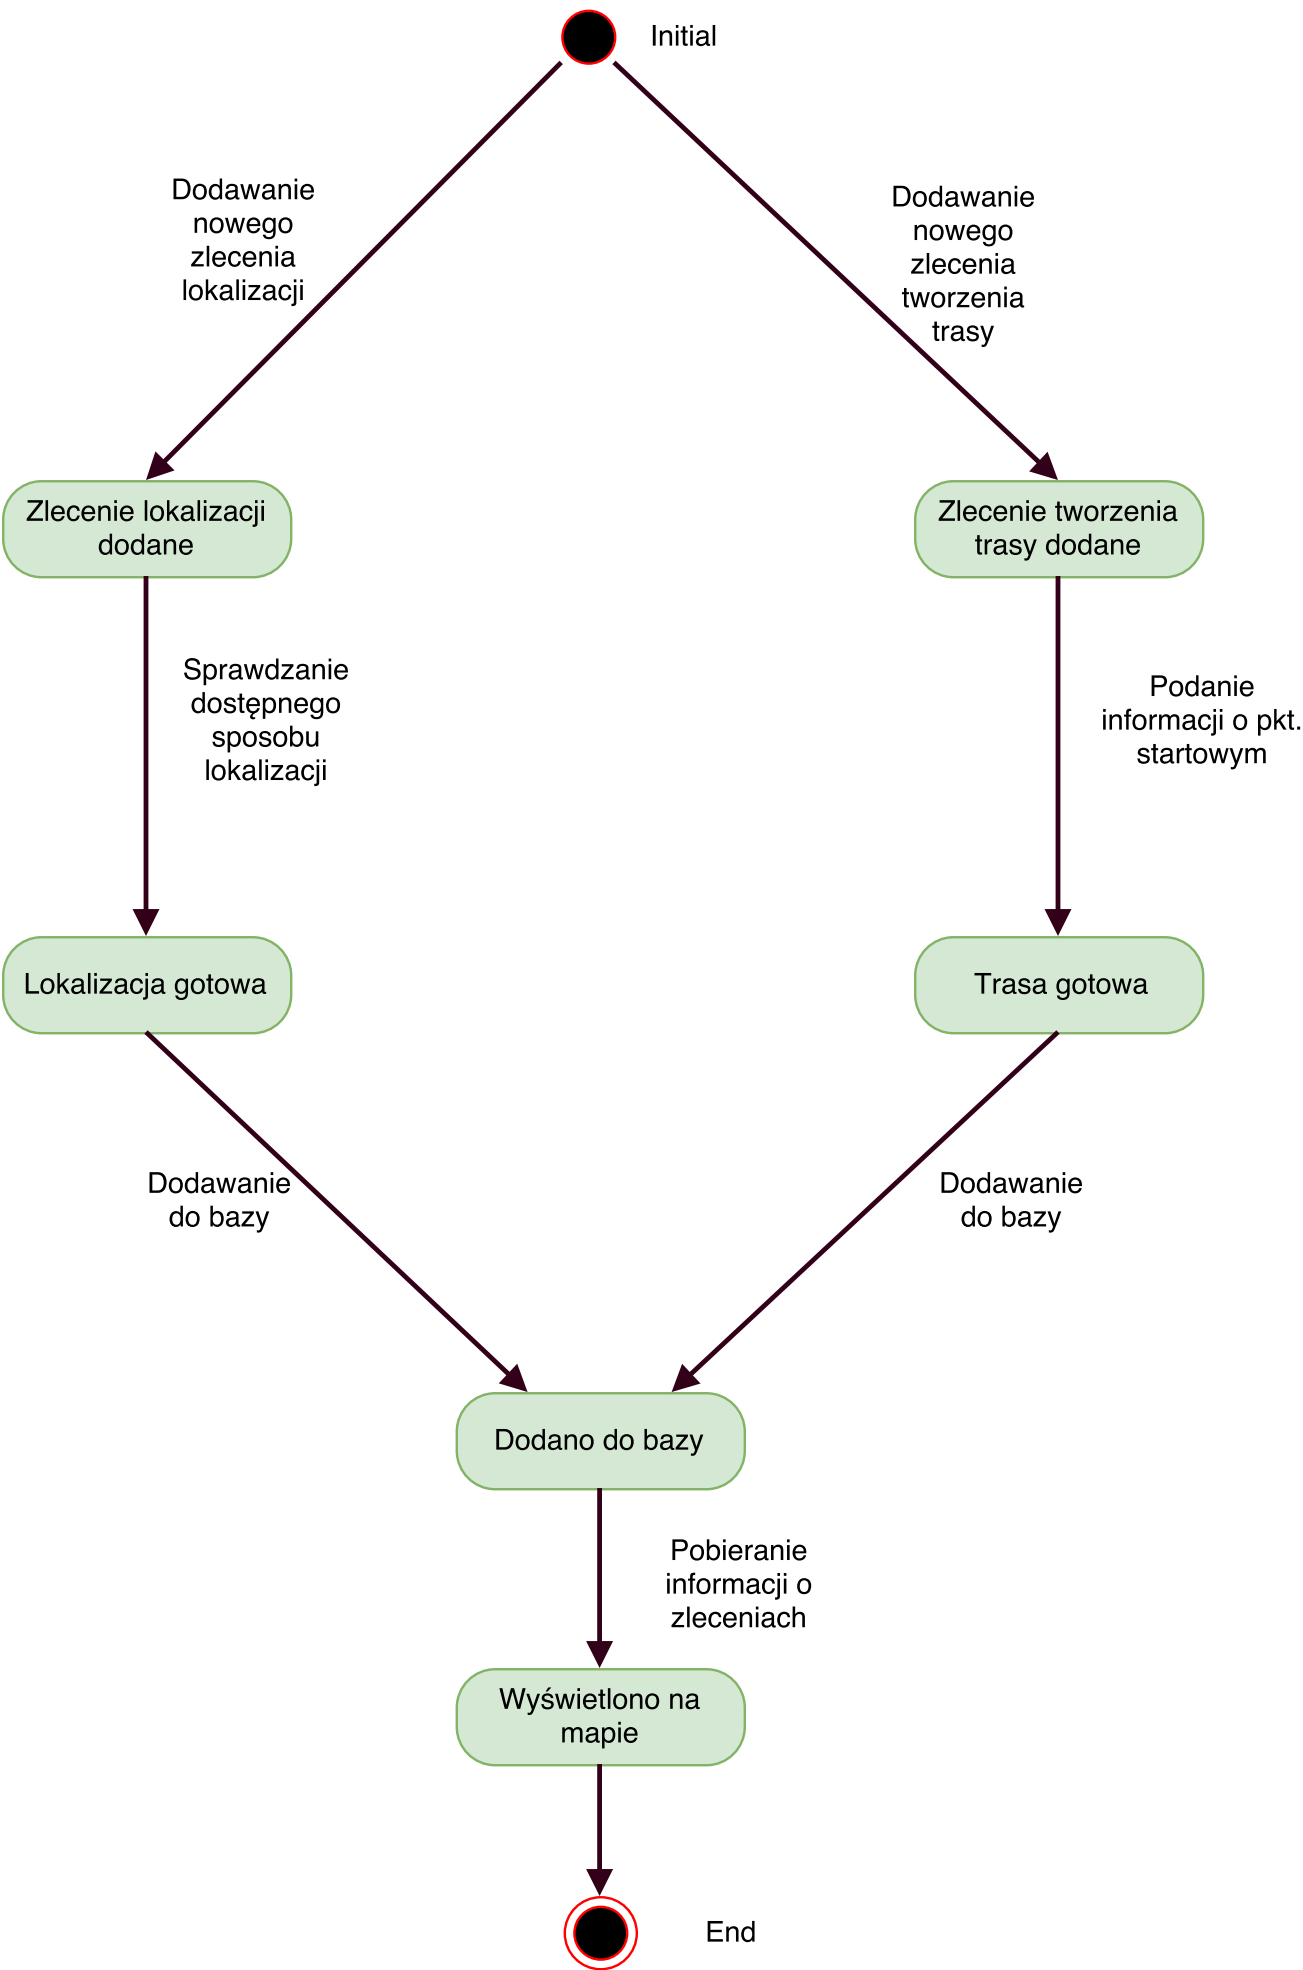 Initial
Dodawanie
nowego
zlecenia
lokalizacji
Dodawanie
nowego
zlecenia
tworzenia
trasy
Zlecenie lokalizacji
dodane
Zlecenie tworzenia
trasy dodane
Sprawdzanie
dostępnego
sposobu
lokalizacji
Podanie
informacji o pkt.
startowym
Lokalizacja gotowa
Trasa gotowa
Dodawanie
do bazy
Dodawanie
do bazy
Dodano do bazy
Pobieranie
informacji o
zleceniach
Wyświetlono na
mapie
End